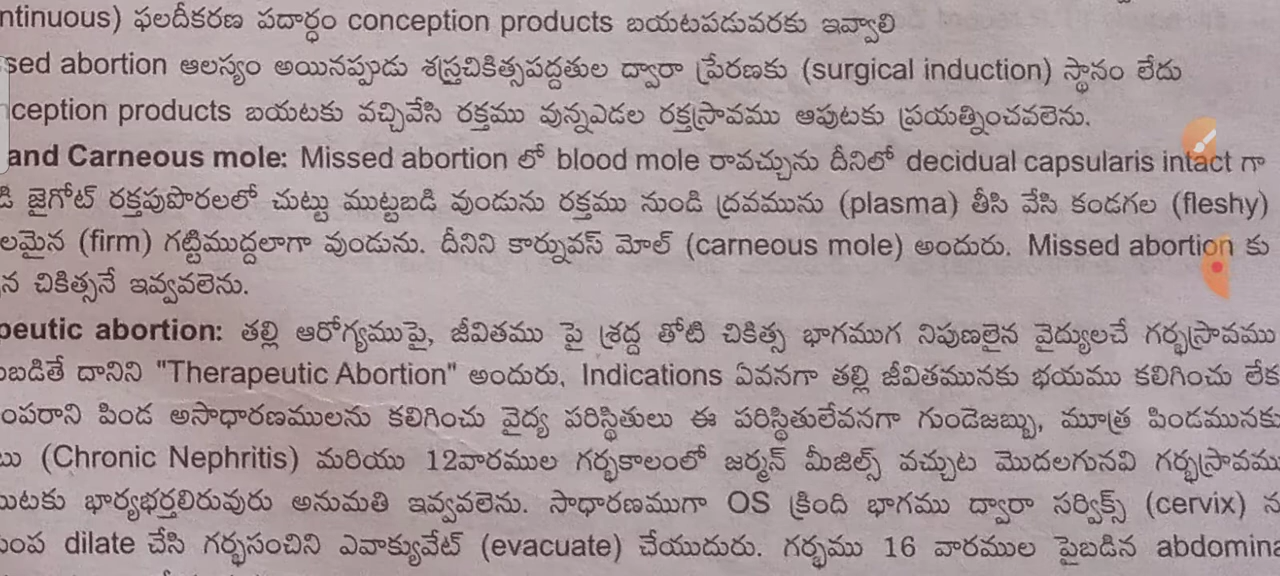 ntinuous) ఫలదీకరణ పదార్థం conception products బయటపడువరకు ఇవ్వాలి
sed abortion ఆలస్యం అయినప్పుడు శస్త్రచికిత్సపద్దతుల ద్వారా ప్రేరణకు (surgical induction) స్థానం లేదు
ception products బయటకు వచ్చివేసి రక్తము వున్నఎడల రక్తస్రావము ఆపుటకు ప్రయత్నించవలెను.
and Carneous mole: Missed abortion లో blood mole రావచ్చును దీనిలో decidual capsularis intact గా
డి జైగోట్ రక్తపుపొరలలో చుట్టు ముట్టబడి వుండును రక్తము నుండి ద్రవమును (plasma) తీసి వేసి కండగల (fleshy)
లమైన (firm) గట్టిముద్దలాగా వుండును. దీనిని కార్నువస్ మోల్ (carneous mole) అందురు. Missed abortion కు
న చికిత్సనే ఇవ్వవలెను.
peutic abortion: తల్లి ఆరోగ్యముపై, జీవితము పై శ్రద్ద తోటి చికిత్స భాగముగ నిపుణలైన వైద్యులచే గర్భస్రావము
బడితే దానిని "Therapeutic Abortion" అందురు, Indications ఏవనగా తల్లి జీవితమునకు భయము కలిగించు లేక
ంపరాని పిండ అసాధారణములను కలిగించు వైద్య పరిస్థితులు ఈ పరిస్థితులేవనగా గుండెజబ్బు, మూత్ర పిండమునకు
బు (Chronic Nephritis) మరియు 12వారముల గర్భకాలంలో జర్మన్ మీజిల్స్ వచ్చుట మొదలగునవి గర్భస్రావము
యుటకు భార్యభర్తలిరువురు అనుమతి ఇవ్వవలెను. సాధారణముగా OS క్రింది భాగము ద్వారా సర్విక్స్ (cervix) న
ంప dilate చేసి గర్భసంచిని ఎవాక్యువేట్ (evacuate) చేయుదురు. గర్భము 16 వారముల పైబడిన abdomina